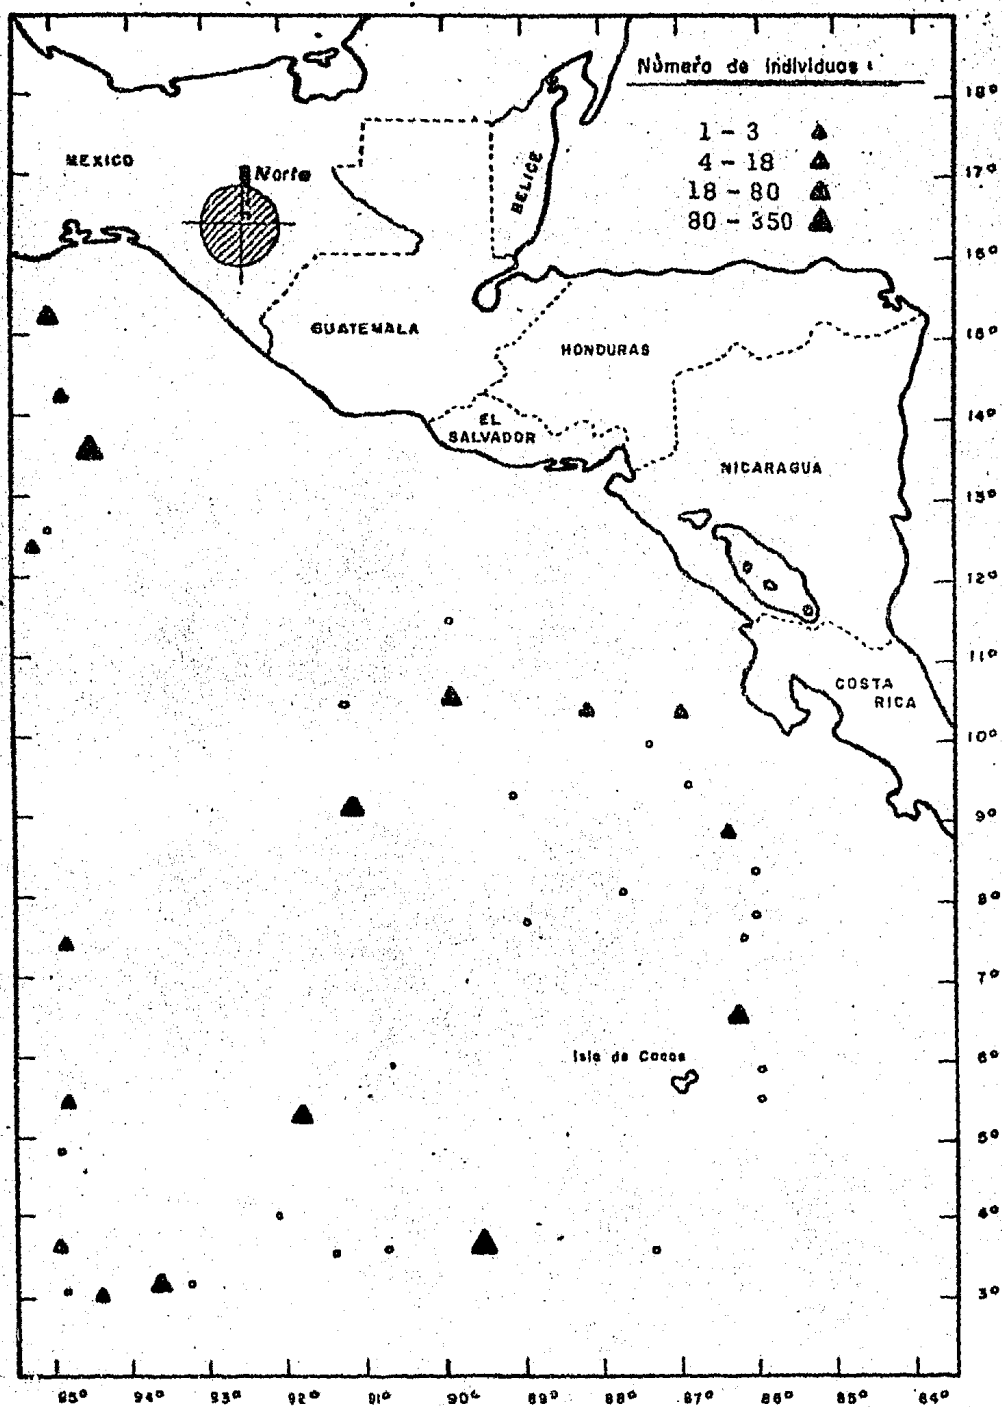 Número de individuos :
1 - 3
4 - 18
18 - 80
80 - 350
MEXICO
Norte
BELICE
GUATEMALA
HONDURAS
EL
SALVADOR
NICARAGUA
COSTA
RICA
Isla de Cocos
18°
17°
16°
15°
14°
13°
12°
11°
10°
9°
8°
7°
6°
5°
4°
3°
95° 94° 93° 92° 91° 90° 89° 88° 87° 86° 85° 84°